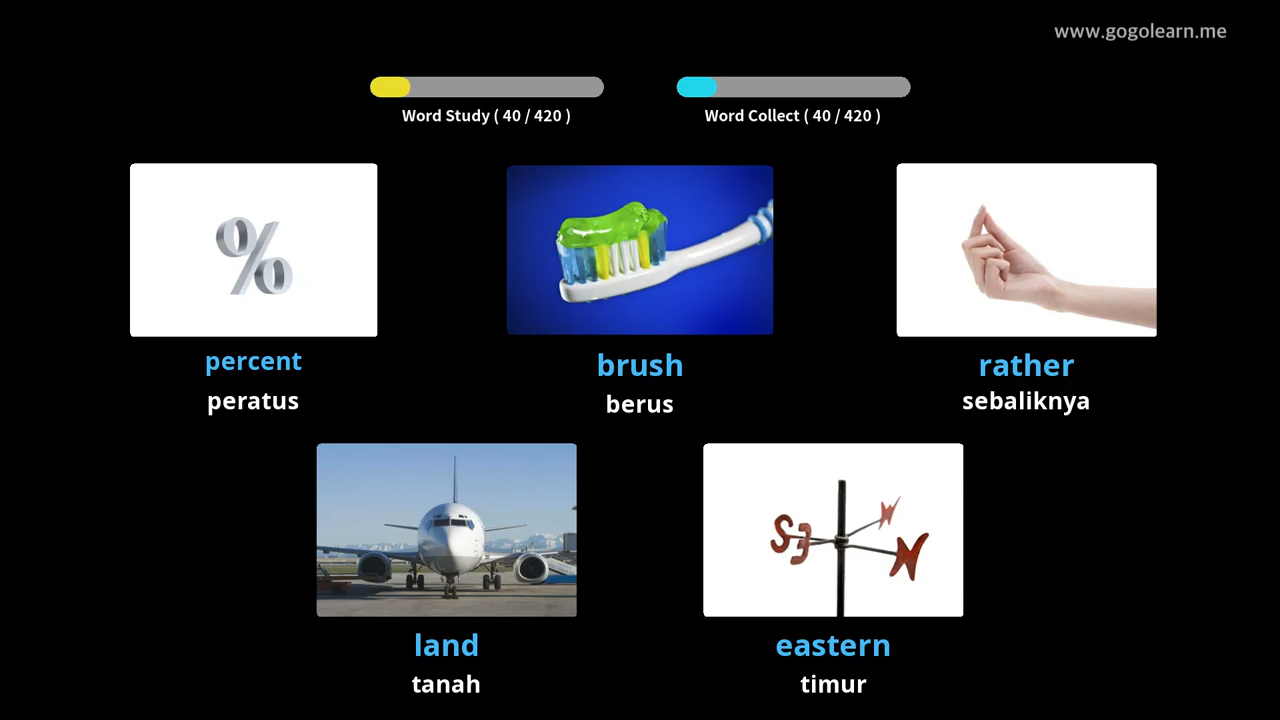 www.gogolearn.me
Word Study ( 40 / 420 )
Word Collect ( 40 / 420 )
%
percent
peratus
brush
berus
rather
sebaliknya
S E N W
land
tanah
eastern
timur